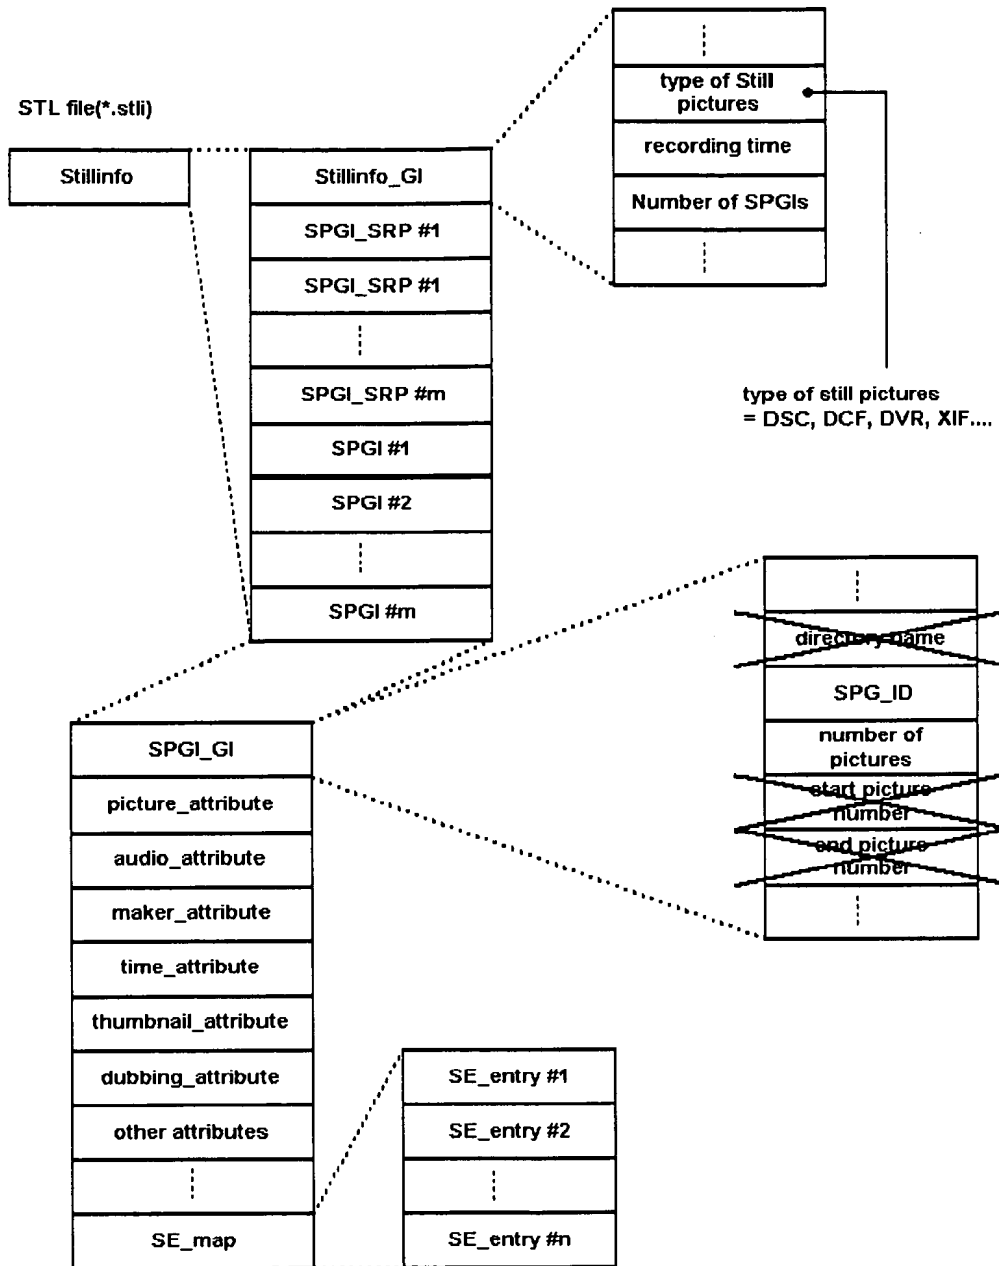 STL file(*.stli)
Stillinfo
Stillinfo_GI
SPGI_SRP #1
SPGI_SRP #1
SPGI_SRP #m
SPGI #1
SPGI #2
SPGI #m
type of Still
pictures
recording time
Number of SPGIs
type of still pictures
= DSC, DCF, DVR, XIF....
SPGI_GI
picture_attribute
audio_attribute
maker_attribute
time_attribute
thumbnail_attribute
dubbing_attribute
other attributes
SE_map
directory name
SPG_ID
number of
pictures
start picture
number
end picture
number
SE_entry #1
SE_entry #2
SE_entry #n